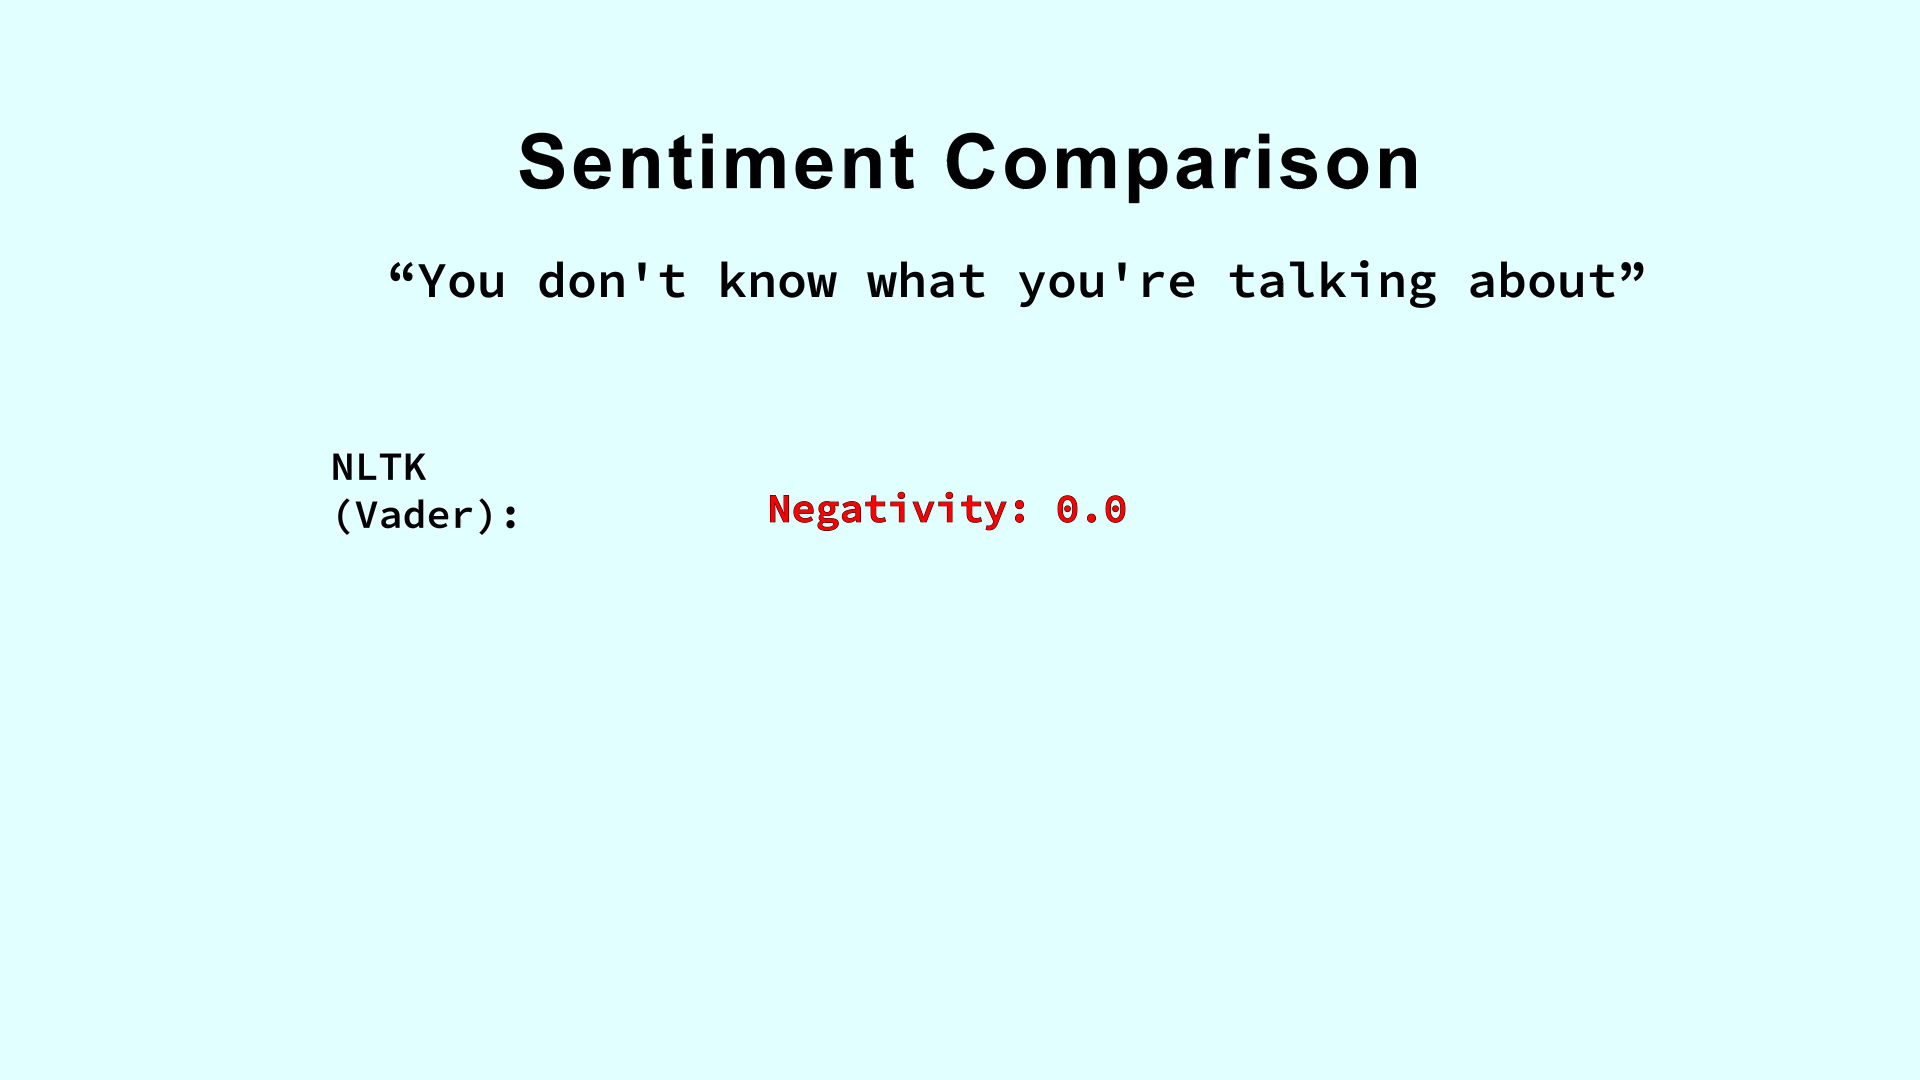 Sentiment Comparison
“You don't know what you're talking about”
NLTK
(Vader):
Negativity: 0.0